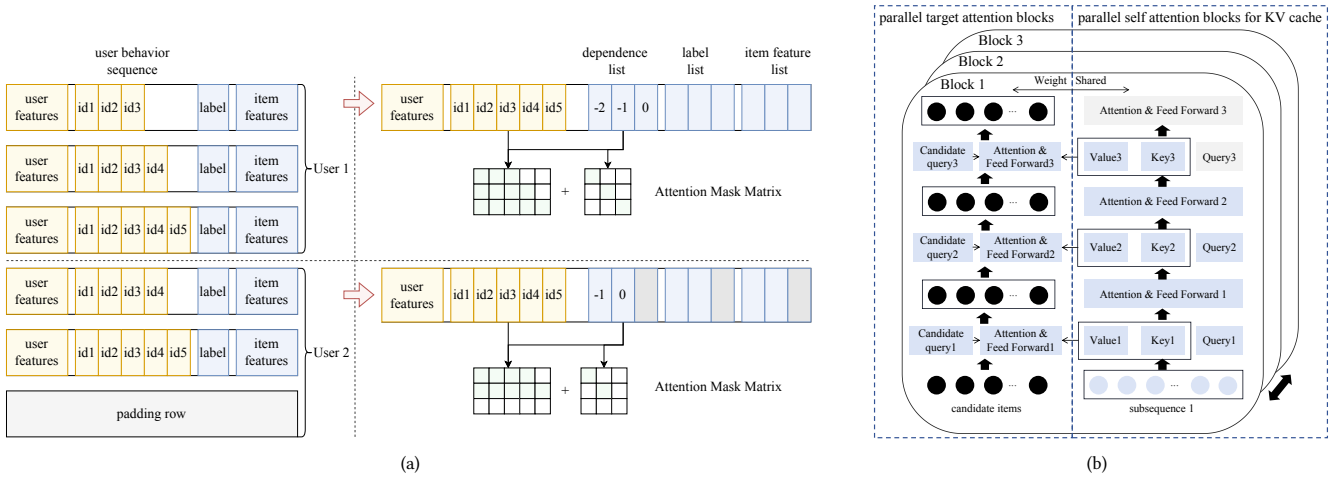 user behavior
sequence
dependence
list
label
list
item feature
list
user
features
id1 id2 id3
label
item
features
user
features
id1 id2 id3 id4 id5
-2 -1 0
user
features
id1 id2 id3 id4
label
item
features
User 1
+
Attention Mask Matrix
user
features
id1 id2 id3 id4 id5
label
item
features
user
features
id1 id2 id3 id4
label
item
features
user
features
id1 id2 id3 id4 id5
-1 0
user
features
id1 id2 id3 id4 id5
label
item
features
User 2
+
Attention Mask Matrix
padding row
(a)
parallel target attention blocks
parallel self attention blocks for KV cache
Block 3
Block 2
Block 1
Weight Shared
...
Attention & Feed Forward 3
Candidate
query3
Attention &
Feed Forward3
Value3
Key3
Query3
...
Attention & Feed Forward 2
Candidate
query2
Attention &
Feed Forward2
Value2
Key2
Query2
...
Attention & Feed Forward 1
Candidate
query1
Attention &
Feed Forward1
Value1
Key1
Query1
...
...
candidate items
subsequence 1
(b)